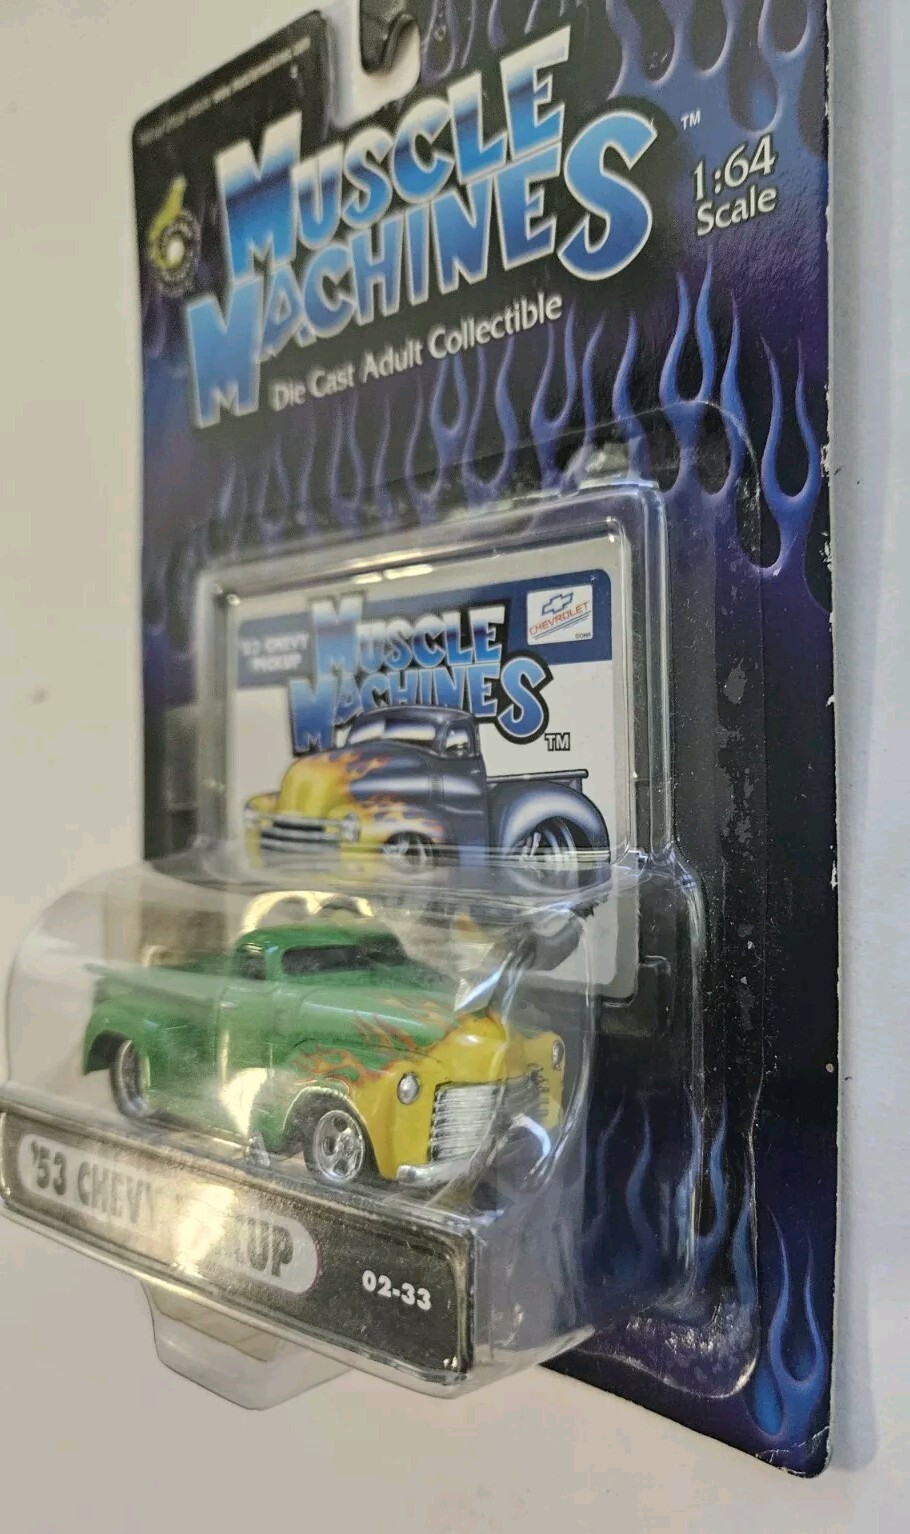 MUSCLE
MACHINES
TM
1:64
Scale
Die Cast Adult Collectible
'53 CHEVY
PICKUP
MUSCLE
MACHINES
TM
CHEVROLET
'53 CHEVY PICKUP
02-33